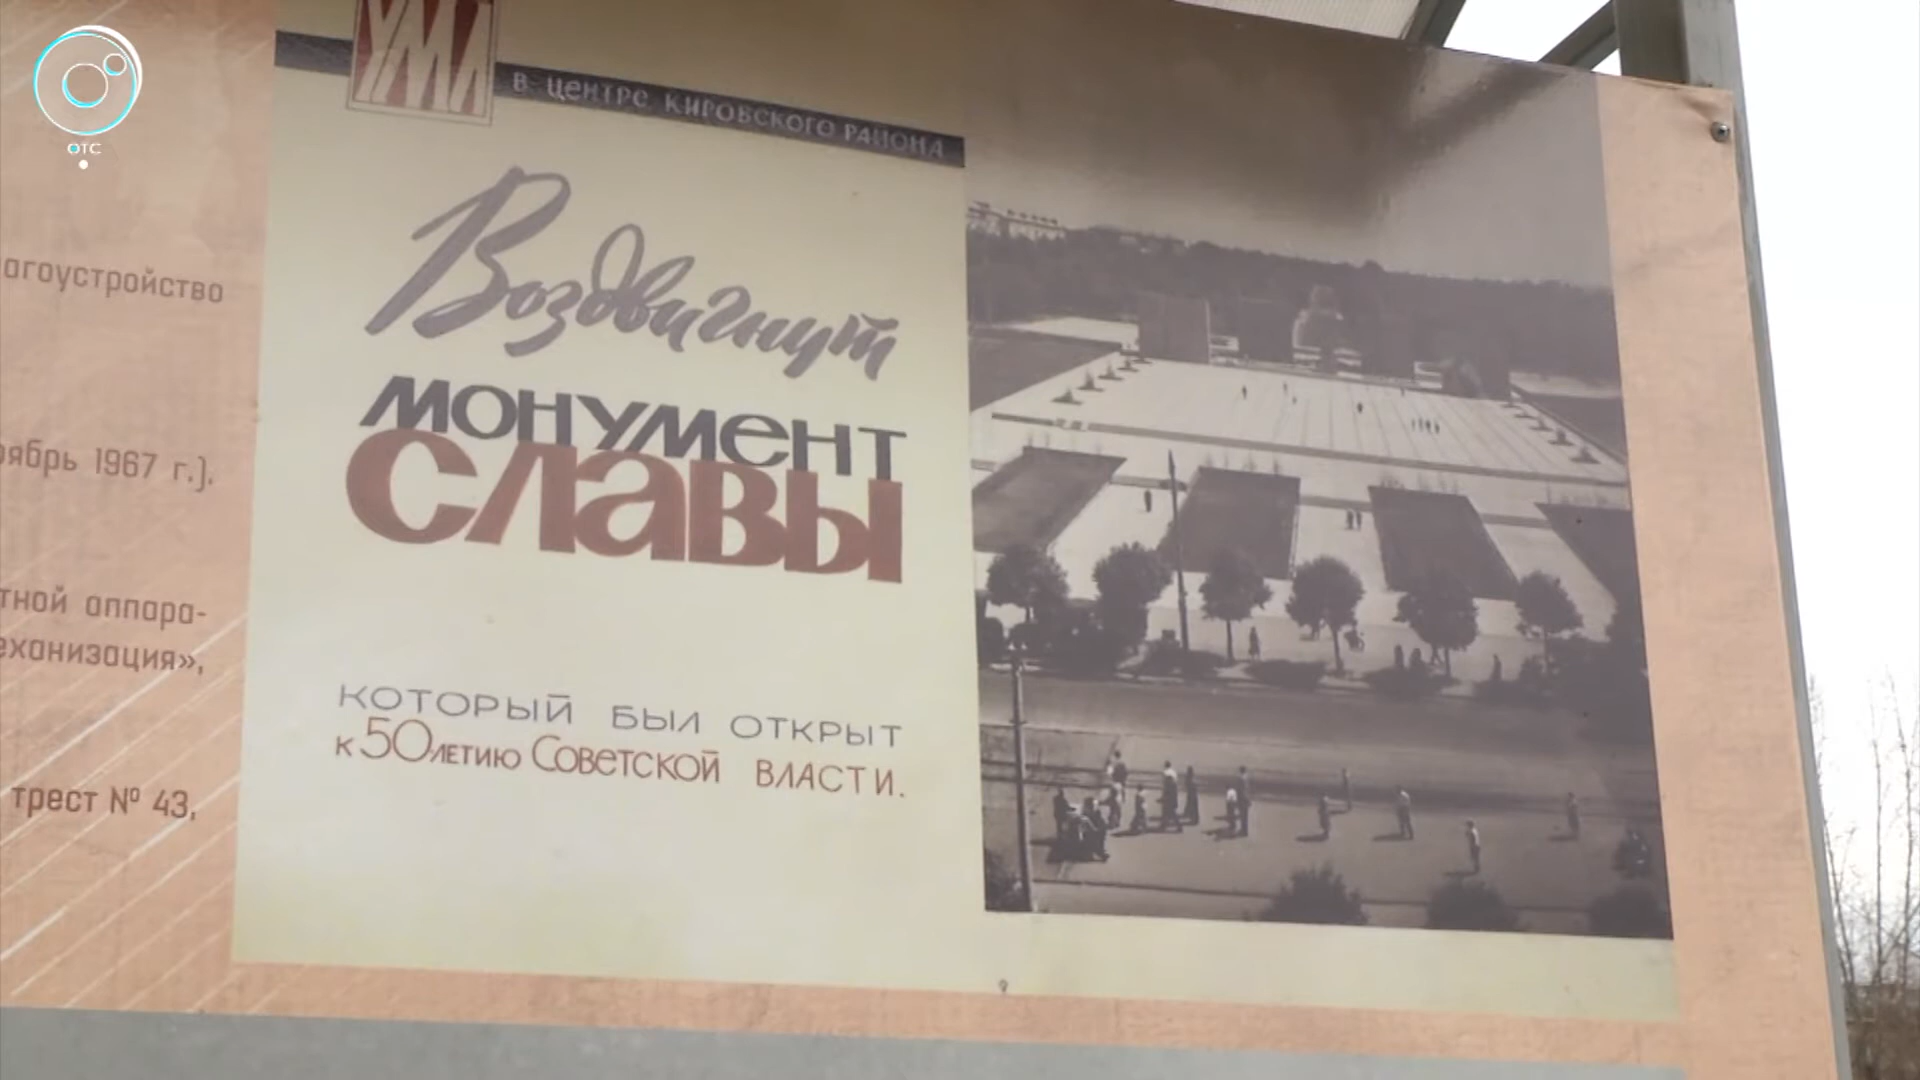 ОТС
УМ
В ЦЕНТРЕ КИРОВСКОГО РАЙОНА
Воздвигнут
МОНУМЕНТ
СЛАВЫ
КОТОРЫЙ БЫЛ ОТКРЫТ
К 50ЛЕТИЮ СОВЕТСКОЙ ВЛАСТИ.
агоустройство
ябрь 1967 г.).
тной аппара-
еханизация»,
трест № 43,